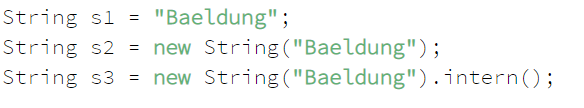 String s1 = "Baeldung";
String s2 = new String("Baeldung");
String s3 = new String("Baeldung").intern();